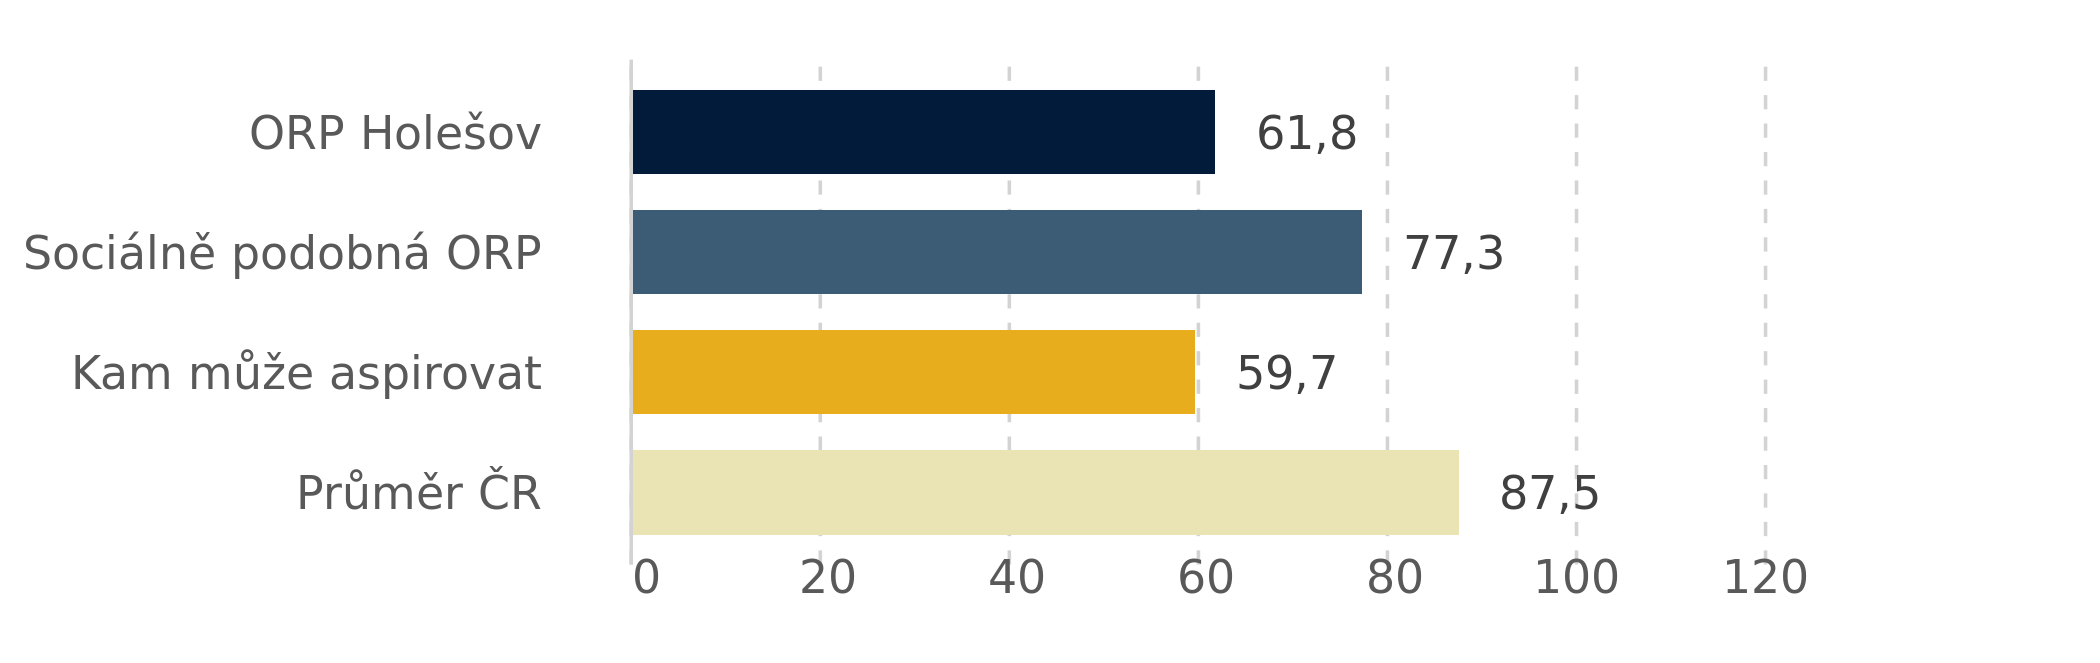 ORP Holešov
61,8
Sociálně podobná ORP
77,3
Kam může aspirovat
59,7
Průměr ČR
87,5
0 20 40 60 80 100 120